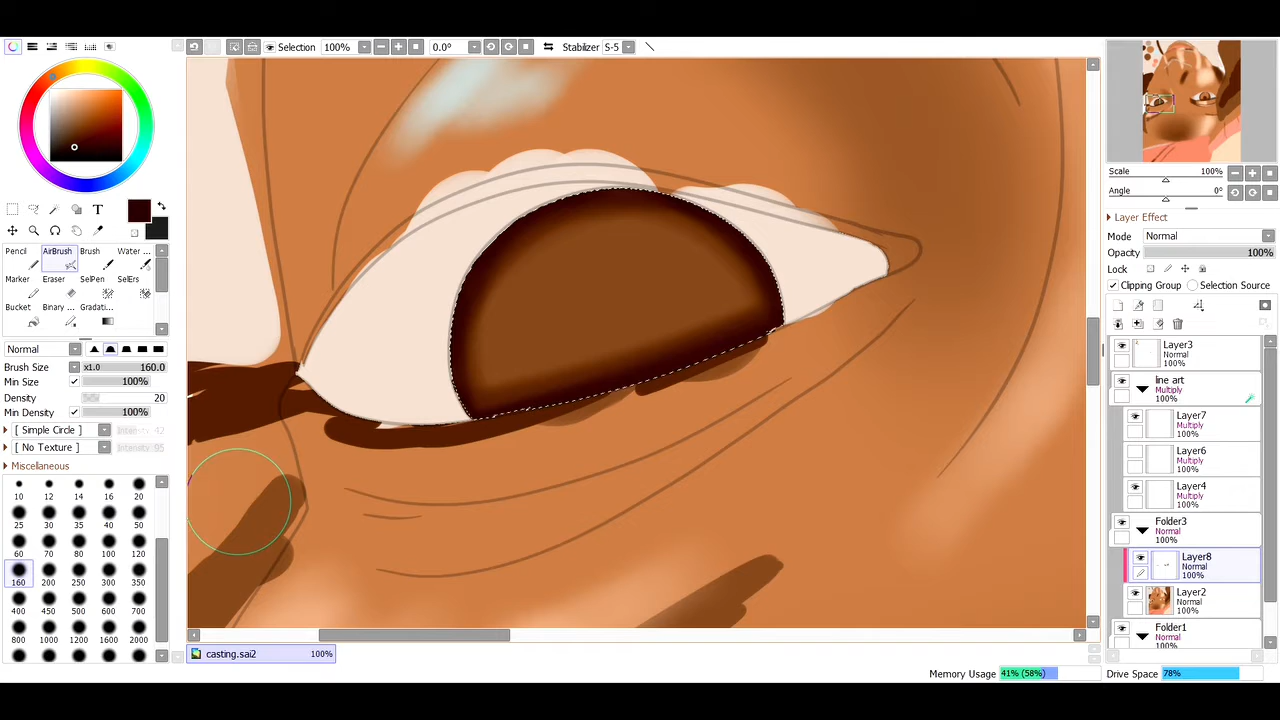 Selection 100% 0.0° Stabilizer S-5
T
Pencil AirBrush Brush Water ...
Marker Eraser SelPen SelErs
Bucket Binary ... Gradati...
Normal
Brush Size x1.0 160.0
Min Size 100%
Density 20
Min Density 100%
[ Simple Circle ] Intensity 42
[ No Texture ] Intensity 95
Miscellaneous
10 12 14 16 20
25 30 35 40 50
60 70 80 100 120
160 200 250 300 350
400 450 500 600 700
800 1000 1200 1600 2000
casting.sai2 100%
Memory Usage 41% (58%) Drive Space 78%
Scale 100%
Angle 0°
Layer Effect
Mode Normal
Opacity 100%
Lock
Clipping Group Selection Source
Layer3
Normal
100%
line art
Multiply
100%
Layer7
Multiply
100%
Layer6
Multiply
100%
Layer4
Multiply
100%
Folder3
Normal
100%
Layer8
Normal
100%
Layer2
Normal
100%
Folder1
Normal